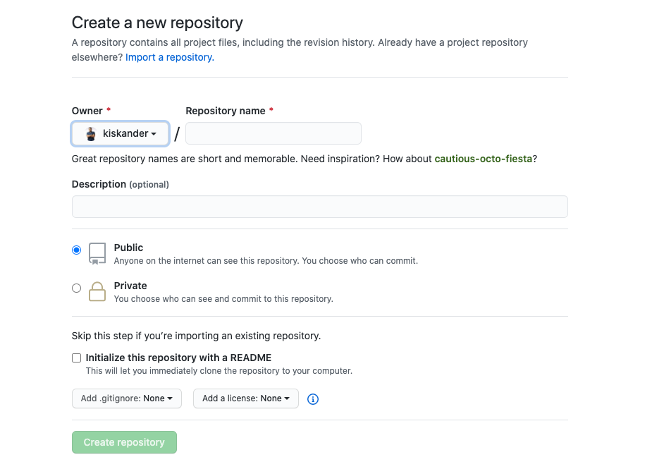 Create a new repository
A repository contains all project files, including the revision history. Already have a project repository
elsewhere? Import a repository.
Owner * Repository name *
kiskander /
Great repository names are short and memorable. Need inspiration? How about cautious-octo-fiesta?
Description (optional)
Public
Anyone on the internet can see this repository. You choose who can commit.
Private
You choose who can see and commit to this repository.
Skip this step if you’re importing an existing repository.
Initialize this repository with a README
This will let you immediately clone the repository to your computer.
Add .gitignore: None Add a license: None
Create repository